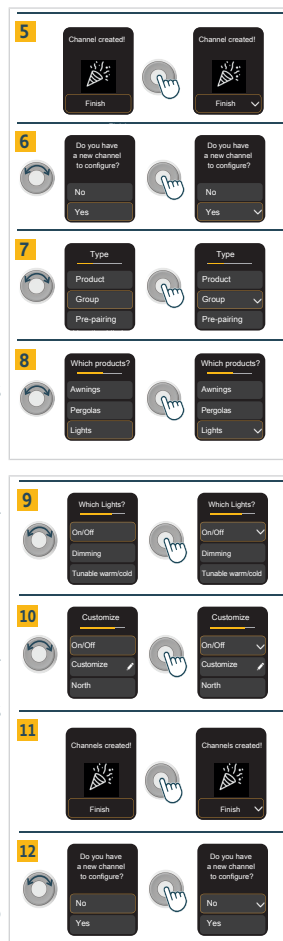 5
Channel created!
Finish
Channel created!
Finish
6
Do you have
a new channel
to configure?
No
Yes
Do you have
a new channel
to configure?
No
Yes
7
Type
Product
Group
Pre-pairing
Type
Product
Group
Pre-pairing
8
Which products?
Awnings
Pergolas
Lights
Which products?
Awnings
Pergolas
Lights
9
Which Lights?
On/Off
Dimming
Tunable warm/cold
Which Lights?
On/Off
Dimming
Tunable warm/cold
10
Customize
On/Off
Customize
North
Customize
On/Off
Customize
North
11
Channels created!
Finish
Channels created!
Finish
12
Do you have
a new channel
to configure?
No
Yes
Do you have
a new channel
to configure?
No
Yes